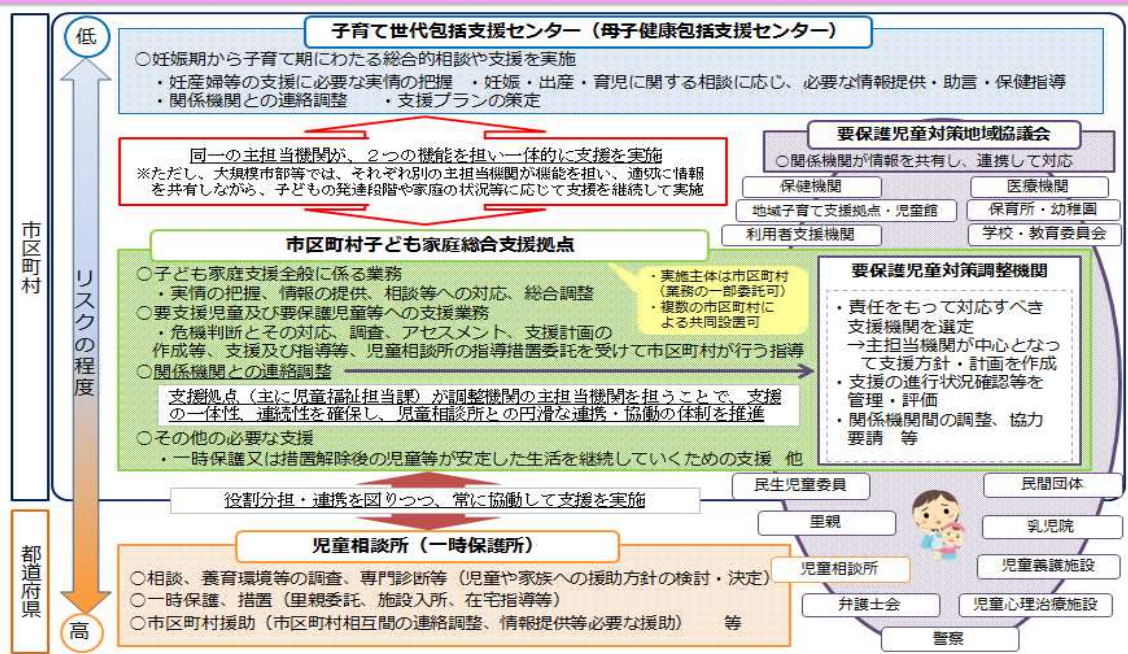 低
子育て世代包括支援センター（母子健康包括支援センター）
○妊娠期から子育て期にわたる総合的相談や支援を実施
・妊産婦等の支援に必要な実情の把握　・妊娠・出産・育児に関する相談に応じ、必要な情報提供・助言・保健指導
・関係機関との連絡調整　・支援プランの策定
同一の主担当機関が、２つの機能を担い一体的に支援を実施
※ただし、大規模市部等では、それぞれ別の主担当機関が機能を担い、適切に情報
を共有しながら、子どもの発達段階や家庭の状況等に応じて支援を継続して実施
要保護児童対策地域協議会
○関係機関が情報を共有し、連携して対応
保健機関
医療機関
地域子育て支援拠点・児童館
保育所・幼稚園
利用者支援機関
学校・教育委員会
市区町村
リスクの程度
市区町村子ども家庭総合支援拠点
○子ども家庭支援全般に係る業務
・実情の把握、情報の提供、相談等への対応、総合調整
○要支援児童及び要保護児童等への支援業務
・危機判断とその対応、調査、アセスメント、支援計画の
作成等、支援及び指導等、児童相談所の指導措置委託を受けて市区町村が行う指導
○関係機関との連絡調整
支援拠点（主に児童福祉担当課）が調整機関の主担当機関を担うことで、支援
の一体性、連続性を確保し、児童相談所との円滑な連携・協働の体制を推進
○その他の必要な支援
・一時保護又は措置解除後の児童等が安定した生活を継続していくための支援　他
・実施主体は市区町村
（業務の一部委託可）
・複数の市区町村に
よる共同設置可
要保護児童対策調整機関
・責任をもって対応すべき
支援機関を選定
→主担当機関が中心となっ
て支援方針・計画を作成
・支援の進行状況確認等を
管理・評価
・関係機関間の調整、協力
要請　等
役割分担・連携を図りつつ、常に協働して支援を実施
民生児童委員
民間団体
里親
乳児院
児童相談所
児童養護施設
弁護士会
児童心理治療施設
警察
都道府県
高
児童相談所（一時保護所）
○相談、養育環境等の調査、専門診断等（児童や家族への援助方針の検討・決定）
○一時保護、措置（里親委託、施設入所、在宅指導等）
○市区町村援助（市区町村相互間の連絡調整、情報提供等必要な援助）　等